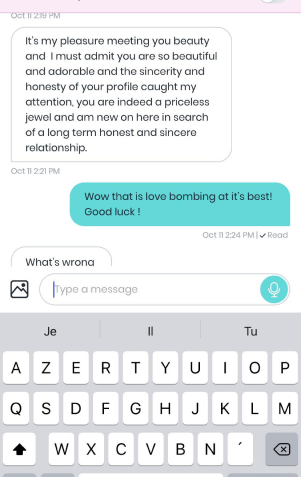 Oct 11 2:19 PM
It's my pleasure meeting you beauty
and I must admit you are so beautiful
and adorable and the sincerity and
honesty of your profile caught my
attention, you are indeed a priceless
jewel and am new on here in search
of a long term honest and sincere
relationship.
Oct 11 2:21 PM
Wow that is love bombing at it's best!
Good luck !
Oct 11 2:24 PM | ✓ Read
What's wrong
Type a message
Je Il Tu
A Z E R T Y U I O P
Q S D F G H J K L M
W X C V B N ´